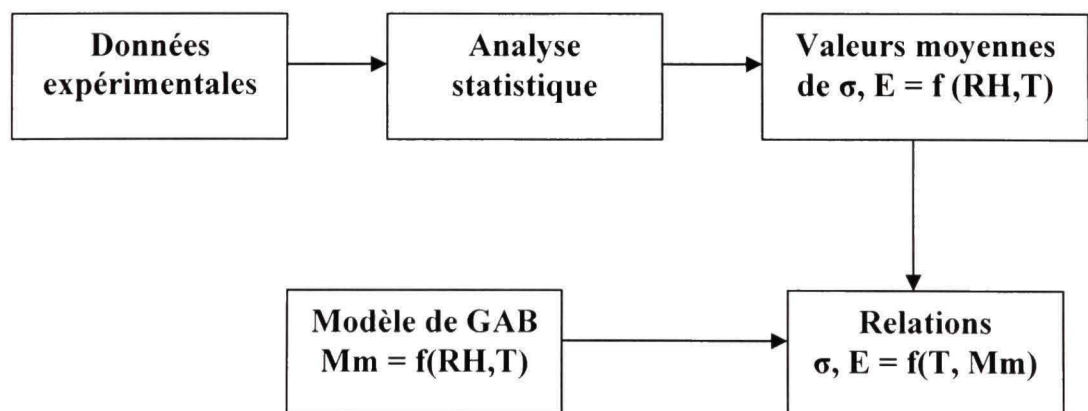 Données
expérimentales
Analyse
statistique
Valeurs moyennes
de σ, E = f (RH,T)
Modèle de GAB
Mm = f(RH,T)
Relations
σ, E = f(T, Mm)